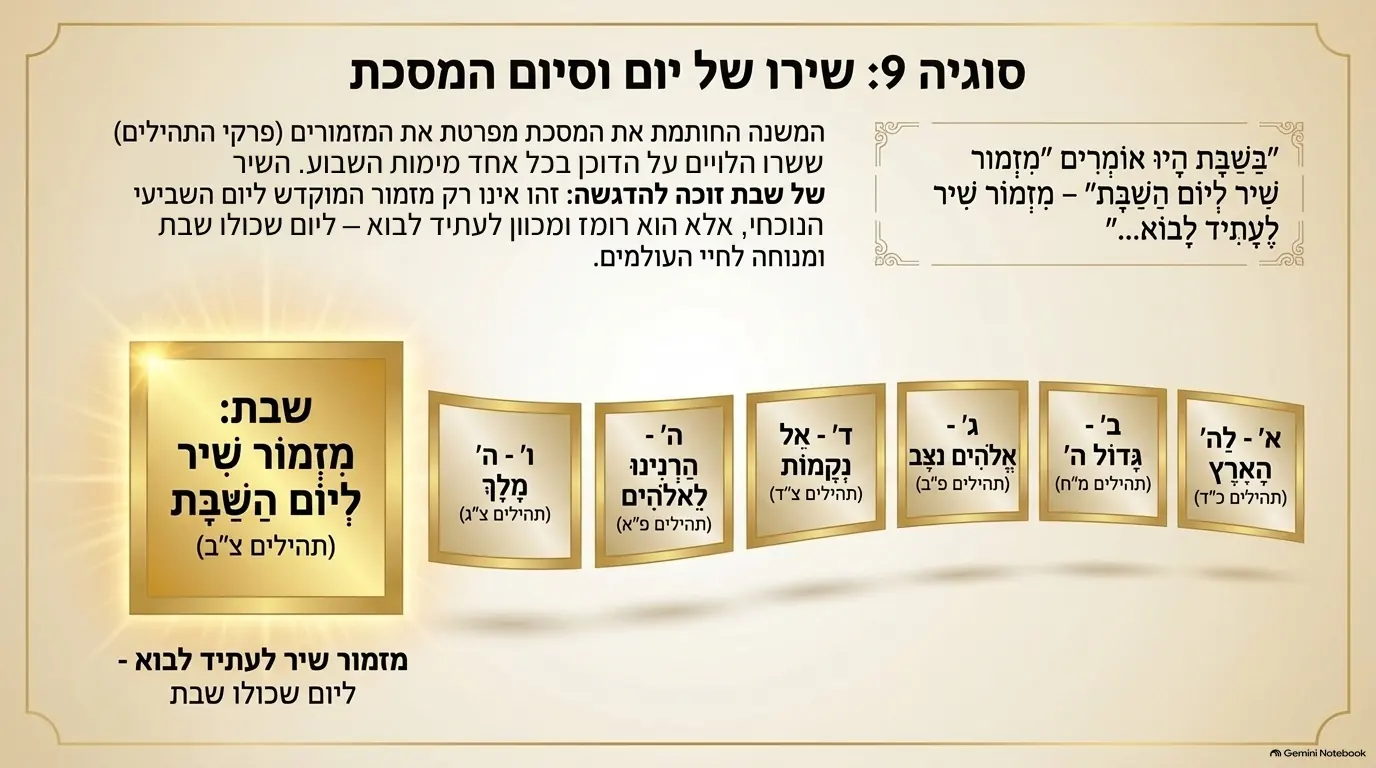 סוגיה 9: שירו של יום וסיום המסכת
"בַּשַּׁבָּת הָיוּ אוֹמְרִים "מִזְמוֹר
שִׁיר לְיוֹם הַשַּׁבָּת" – מִזְמוֹר שִׁיר
לֶעָתִיד לָבוֹא..."
המשנה החותמת את המסכת מפרטת את המזמורים (פרקי התהילים)
ששרו הלויים על הדוכן בכל אחד מימות השבוע. השיר
של שבת זוכה להדגשה: זהו אינו רק מזמור המוקדש ליום השביעי
הנוכחי, אלא הוא רומז ומכוון לעתיד לבוא – ליום שכולו שבת
ומנוחה לחיי העולמים.
א' - לַה'
הָאָרֶץ
(תהילים כ"ד)
ב' -
גָּדוֹל ה'
(תהילים מ"ח)
ג' -
אֱלֹהִים נִצָּב
(תהילים פ"ב)
ד' - אֵל
נְקָמוֹת
(תהילים צ"ד)
ה' -
הַרְנִינוּ
לֵאלֹהִים
(תהילים פ"א)
ו' - ה'
מָלָךְ
(תהילים צ"ג)
שבת:
מִזְמוֹר שִׁיר
לְיוֹם הַשַּׁבָּת
(תהילים צ"ב)
מזמור שיר לעתיד לבוא -
ליום שכולו שבת
Gemini Notebook